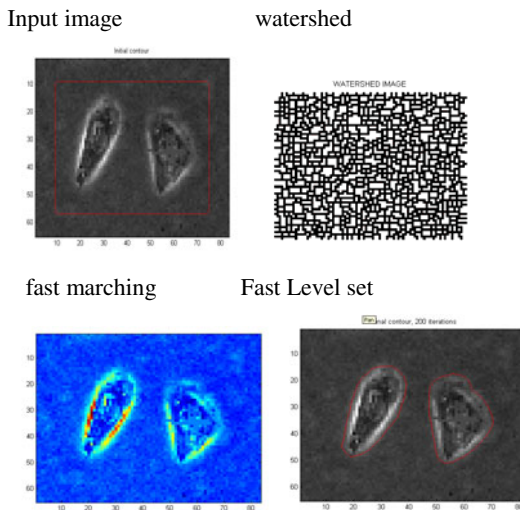 Input image
watershed
Initial contour
WATERSHED IMAGE
10
20
30
40
50
60
10 20 30 40 50 60 70 80
fast marching
Fast Level set
nal contour, 200 iterations
10
20
30
40
50
60
10 20 30 40 50 60 70 80
10
20
30
40
50
60
10 20 30 40 50 60 70 80